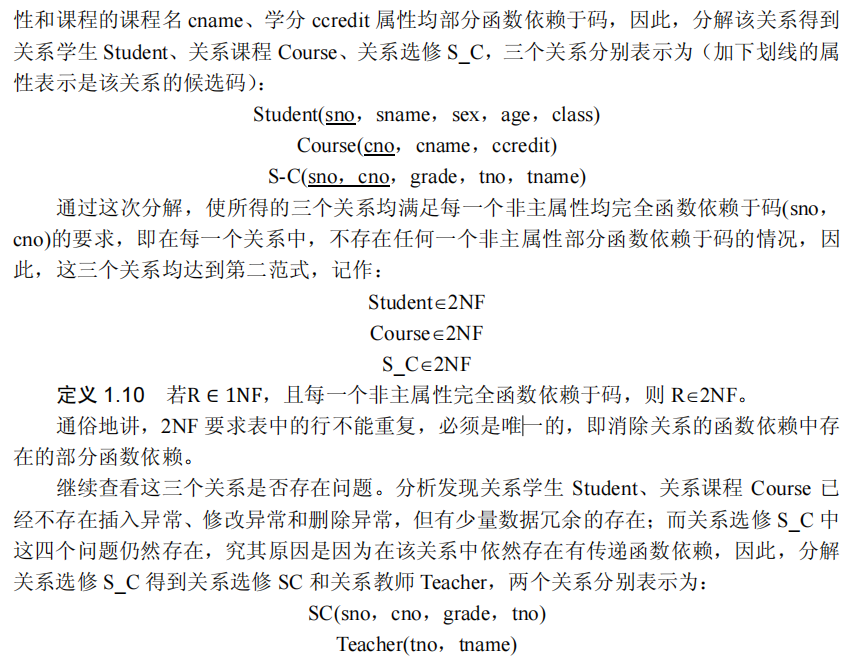 性和课程的课程名 cname、学分 ccredit 属性均部分函数依赖于码，因此，分解该关系得到
关系学生 Student、关系课程 Course、关系选修 S_C，三个关系分别表示为（加下划线的属
性表示是该关系的候选码）：
Student(sno，sname，sex，age，class)
Course(cno，cname，ccredit)
S-C(sno，cno，grade，tno，tname)
通过这次分解，使所得的三个关系均满足每一个非主属性均完全函数依赖于码(sno，
cno)的要求，即在每一个关系中，不存在任何一个非主属性部分函数依赖于码的情况，因
此，这三个关系均达到第二范式，记作：
Student∈2NF
Course∈2NF
S_C∈2NF
定义 1.10 若R ∈ 1NF，且每一个非主属性完全函数依赖于码，则 R∈2NF。
通俗地讲，2NF 要求表中的行不能重复，必须是唯一的，即消除关系的函数依赖中存
在的部分函数依赖。
继续查看这三个关系是否存在问题。分析发现关系学生 Student、关系课程 Course 已
经不存在插入异常、修改异常和删除异常，但有少量数据冗余的存在；而关系选修 S_C 中
这四个问题仍然存在，究其原因是因为在该关系中依然存在有传递函数依赖，因此，分解
关系选修 S_C 得到关系选修 SC 和关系教师 Teacher，两个关系分别表示为：
SC(sno，cno，grade，tno)
Teacher(tno，tname)